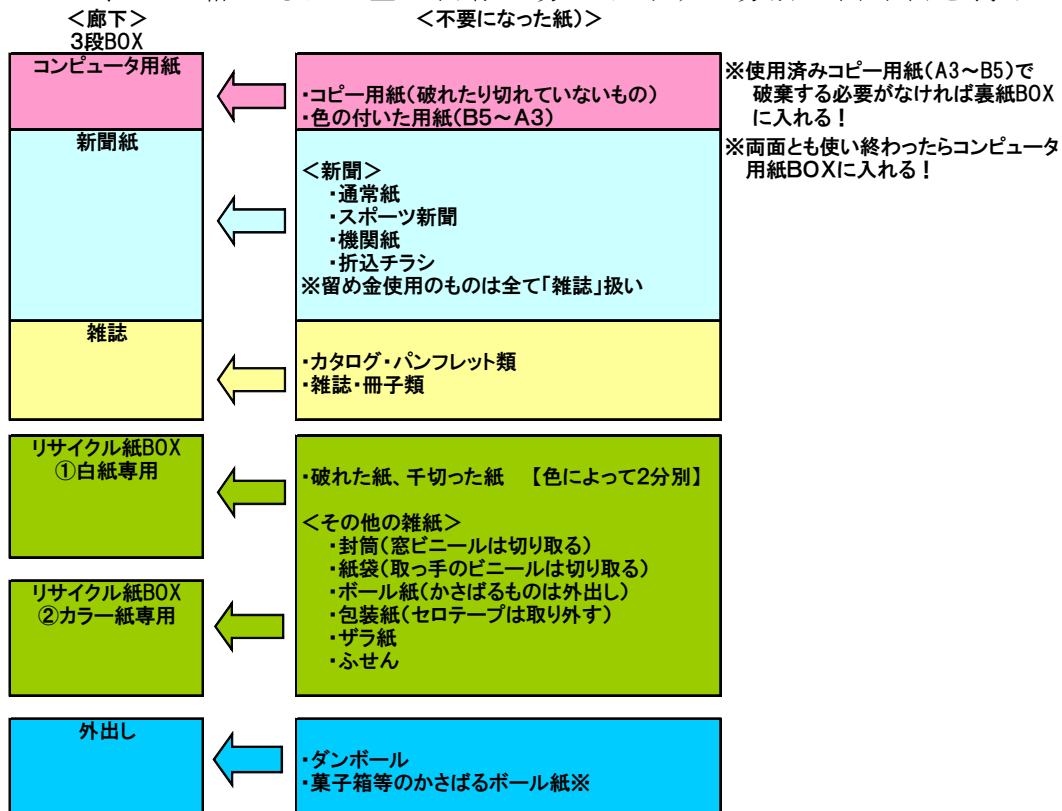 <廊下>
3段BOX
<不要になった紙)>
コンピュータ用紙
・コピー用紙(破れたり切れていないもの)
・色の付いた用紙(B5~A3)
※使用済みコピー用紙(A3~B5)で
破棄する必要がなければ裏紙BOX
に入れる!
※両面とも使い終わったらコンピュータ
用紙BOXに入れる!
新聞紙
<新聞>
・通常紙
・スポーツ新聞
・機関紙
・折込チラシ
※留め金使用のものは全て「雑誌」扱い
雑誌
・カタログ・パンフレット類
・雑誌・冊子類
リサイクル紙BOX
①白紙専用
・破れた紙、千切った紙 【色によって2分別】
<その他の雑紙>
・封筒(窓ビニールは切り取る)
・紙袋(取っ手のビニールは切り取る)
・ボール紙(かさばるものは外出し)
・包装紙(セロテープは取り外す)
・ザラ紙
・ふせん
リサイクル紙BOX
②カラー紙専用
外出し
・ダンボール
・菓子箱等のかさばるボール紙※